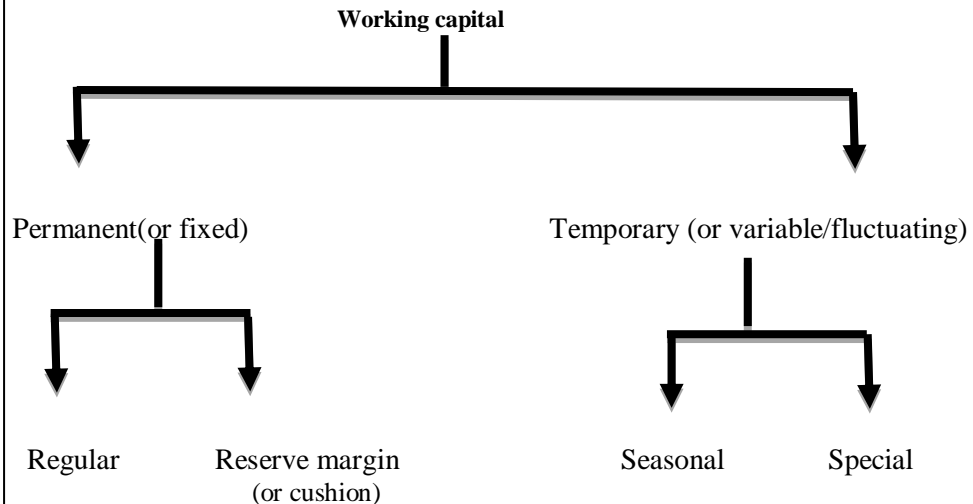 Working capital
Permanent(or fixed)
Temporary (or variable/fluctuating)
Regular
Reserve margin
(or cushion)
Seasonal
Special